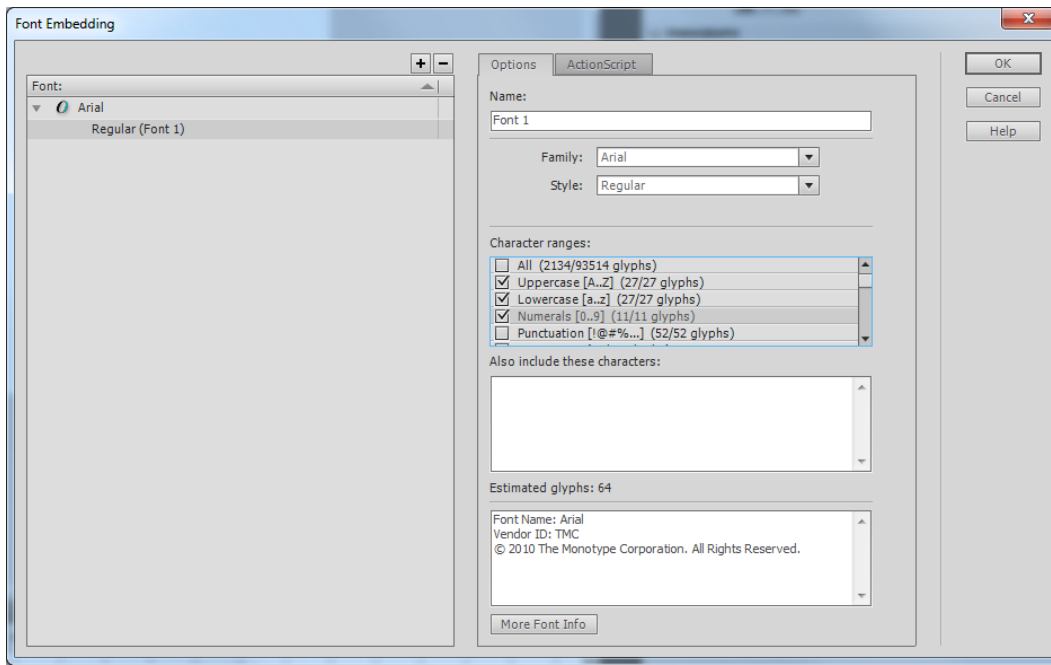 Font Embedding
Font:
Arial
Regular (Font 1)
Options
ActionScript
Name:
Font 1
Family:
Arial
Style:
Regular
Character ranges:
All (2134/93514 glyphs)
Uppercase [A..Z] (27/27 glyphs)
Lowercase [a..z] (27/27 glyphs)
Numerals [0..9] (11/11 glyphs)
Punctuation [!@#%...] (52/52 glyphs)
Also include these characters:
Estimated glyphs: 64
Font Name: Arial
Vendor ID: TMC
© 2010 The Monotype Corporation. All Rights Reserved.
More Font Info
OK
Cancel
Help